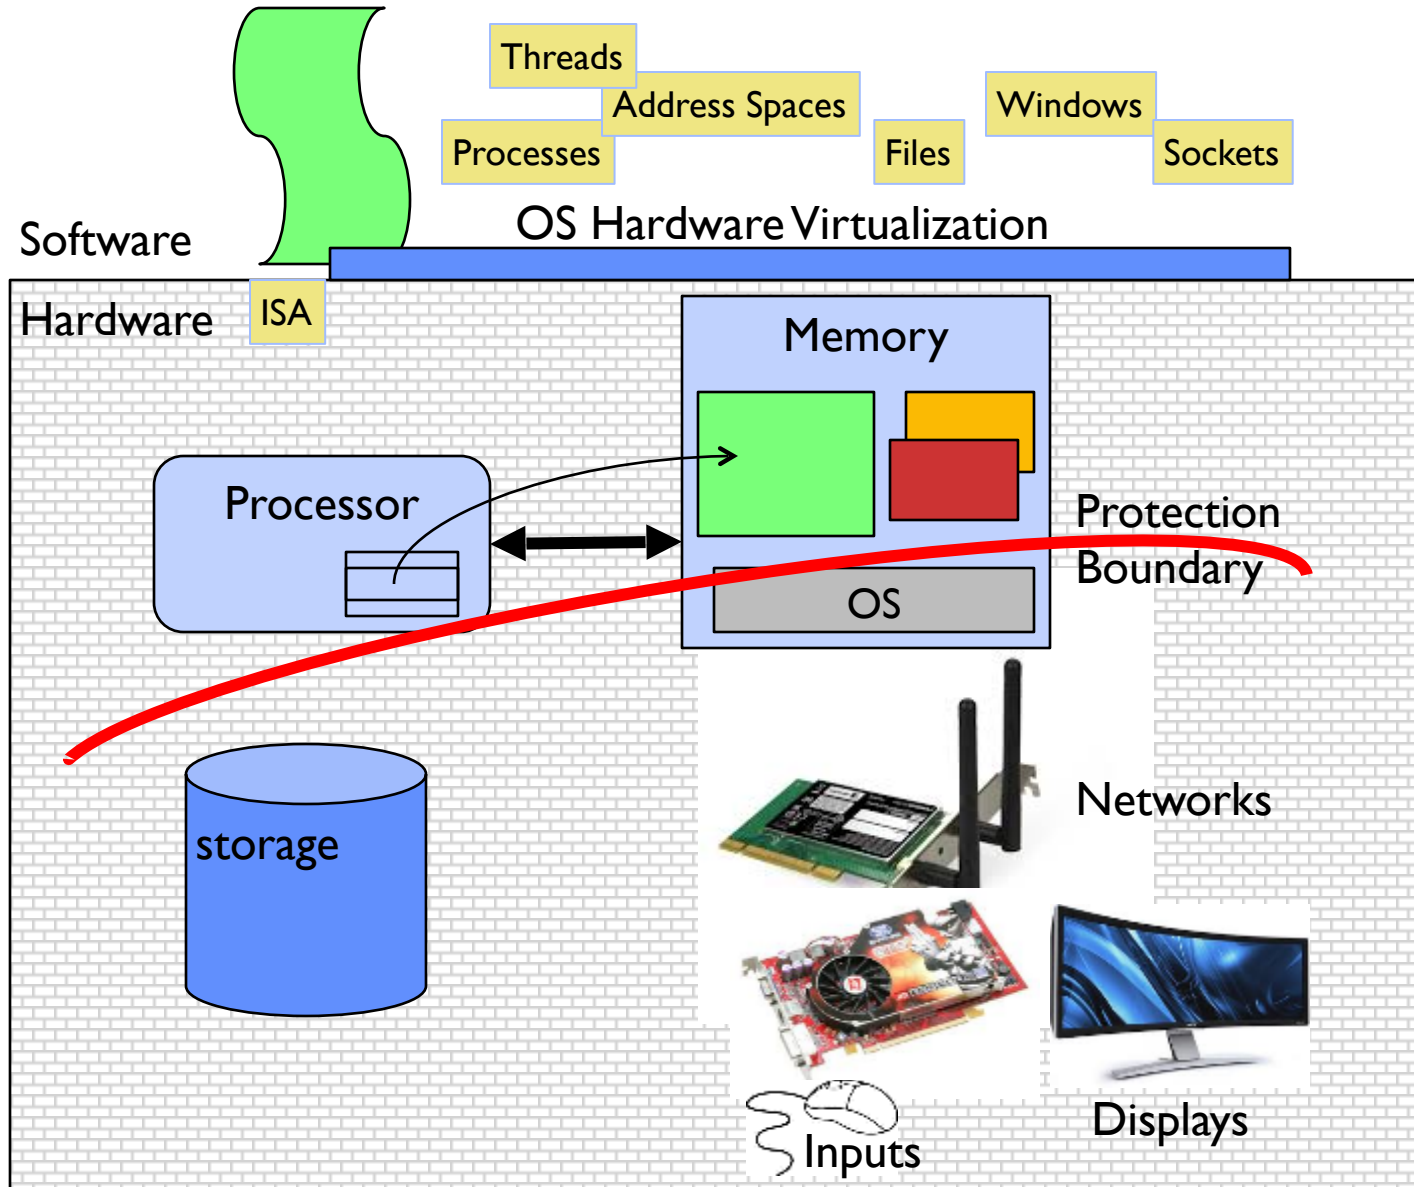 Threads
Address Spaces
Windows
Processes
Files
Sockets
Software
OS Hardware Virtualization
Hardware
ISA
Memory
Processor
Protection
Boundary
OS
Networks
storage
Displays
Inputs